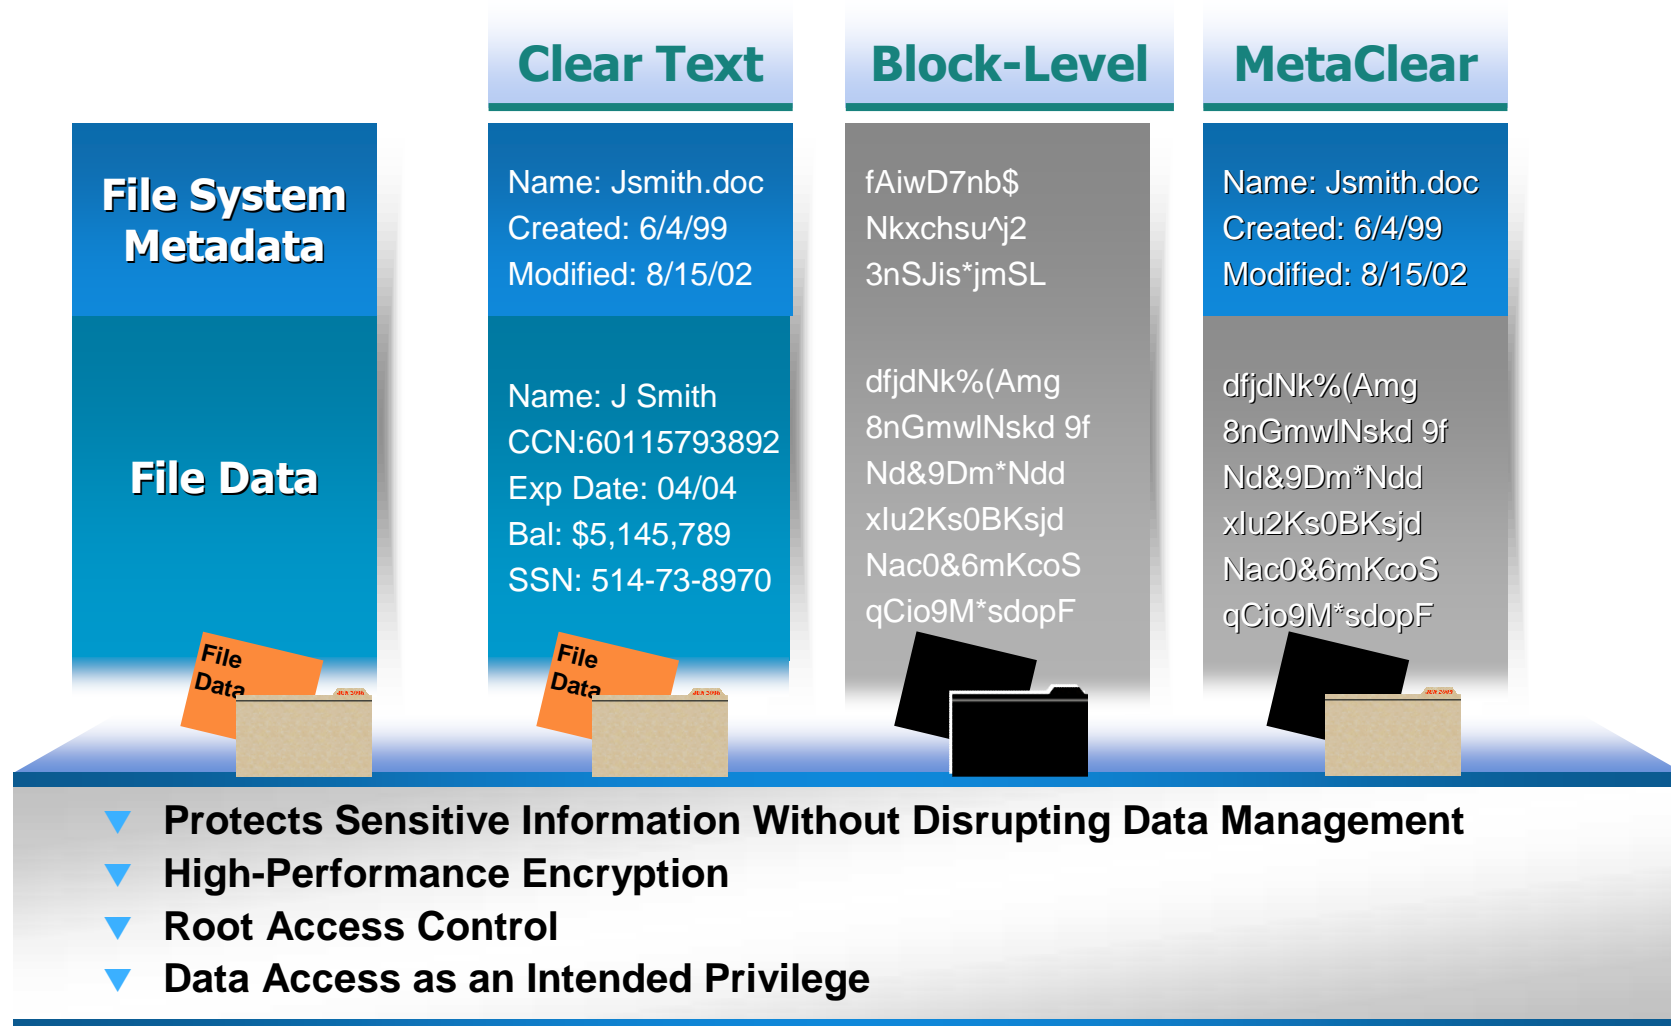 Clear Text
Block-Level
MetaClear
File System
Metadata
Name: Jsmith.doc
Created: 6/4/99
Modified: 8/15/02
fAiwD7nb$
Nkxchsu^j2
3nSJis*jmSL
Name: Jsmith.doc
Created: 6/4/99
Modified: 8/15/02
File Data
Name: J Smith
CCN:60115793892
Exp Date: 04/04
Bal: $5,145,789
SSN: 514-73-8970
dfjdNk%(Amg
8nGmwlNskd 9f
Nd&9Dm*Ndd
xIu2Ks0BKsjd
Nac0&6mKcoS
qCio9M*sdopF
dfjdNk%(Amg
8nGmwlNskd 9f
Nd&9Dm*Ndd
xIu2Ks0BKsjd
Nac0&6mKcoS
qCio9M*sdopF
File
Data
File
Data
Protects Sensitive Information Without Disrupting Data Management
High-Performance Encryption
Root Access Control
Data Access as an Intended Privilege